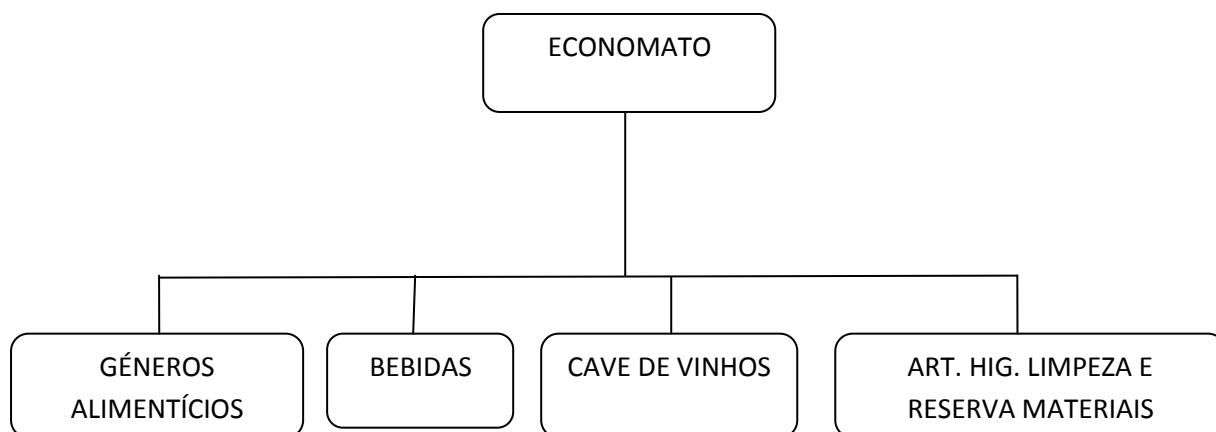 ECONOMATO
GÉNEROS
ALIMENTÍCIOS
BEBIDAS
CAVE DE VINHOS
ART. HIG. LIMPEZA E
RESERVA MATERIAIS